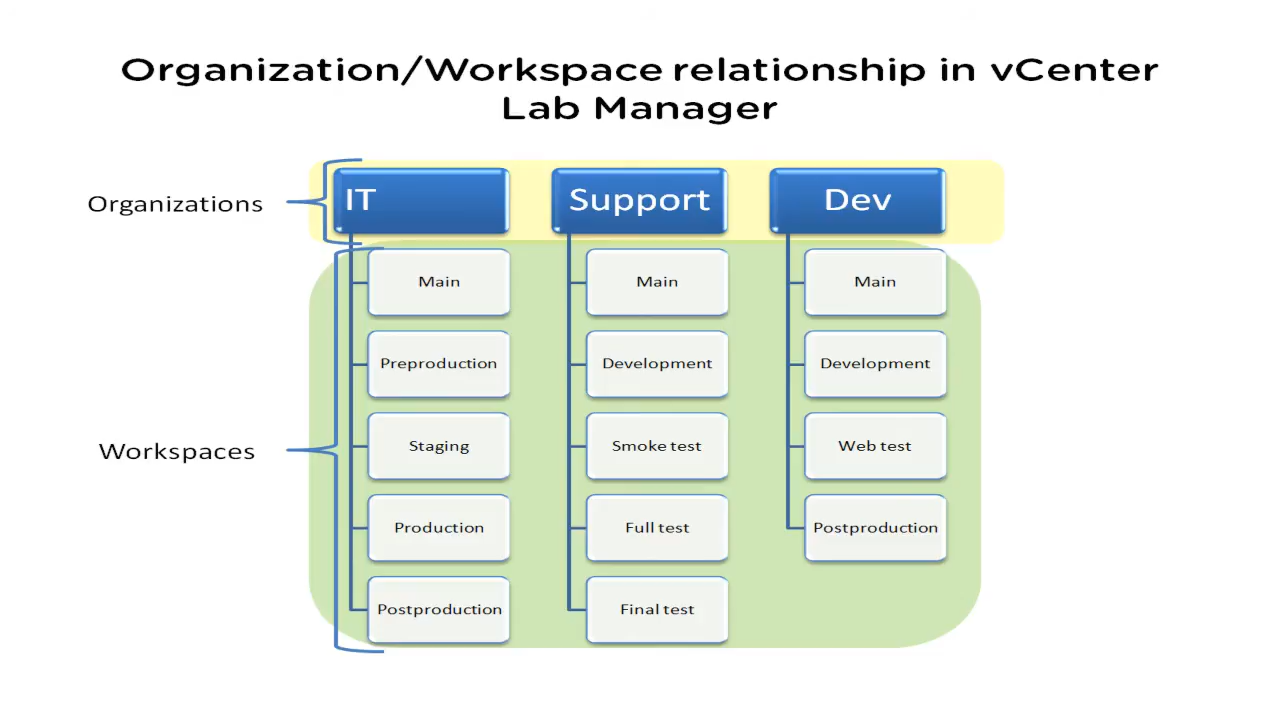 Organization/Workspace relationship in vCenter
Lab Manager
Organizations
IT
Support
Dev
Workspaces
Main
Main
Main
Preproduction
Development
Development
Staging
Smoke test
Web test
Production
Full test
Postproduction
Postproduction
Final test